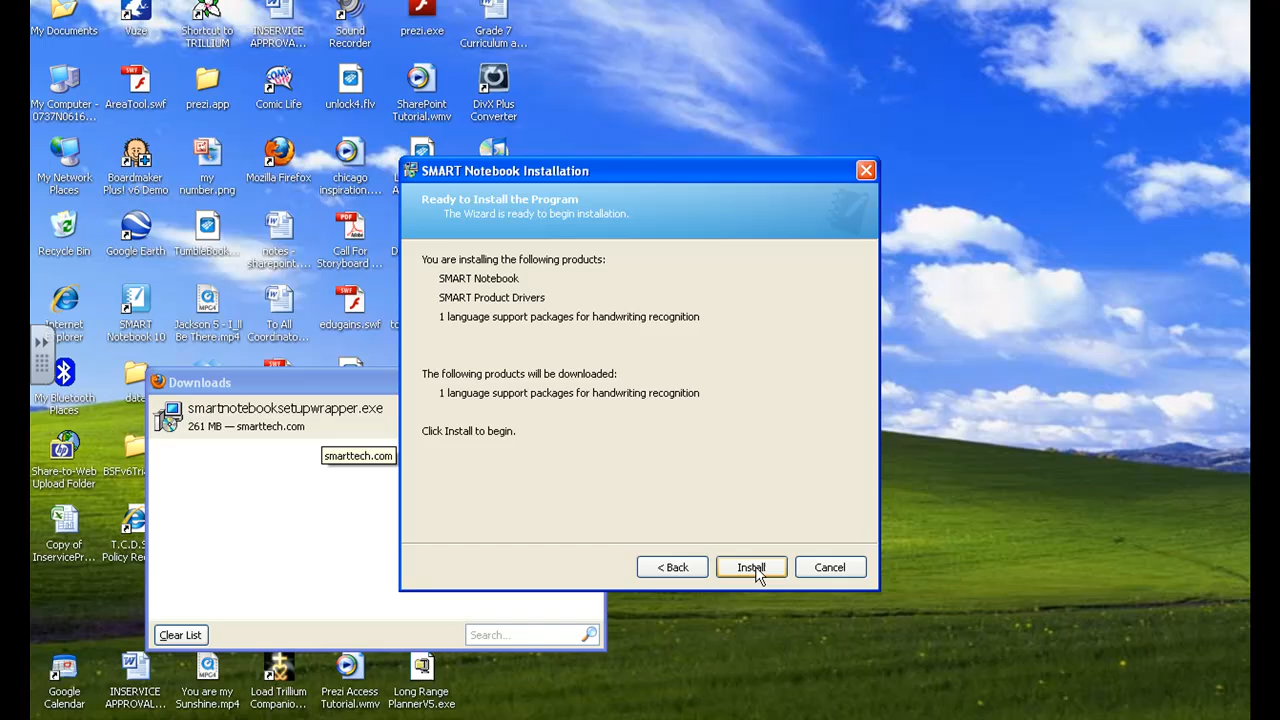 My Documents
Vuze
Shortcut to
TRILLIUM
INSERVICE
APPROVA...
Sound
Recorder
prezi.exe
Grade 7
Curriculum a...
My Computer -
0737N0616...
AreaTool.swf
prezi.app
Comic Life
unlock4.flv
SharePoint
Tutorial.wmv
DivX Plus
Converter
My Network
Places
Boardmaker
Plus! v6 Demo
my
number.png
Mozilla Firefox
chicago
inspiration....
Recycle Bin
Google Earth
TumbleBook...
notes -
sharepoint....
Call For
Storyboard ...
Internet
Explorer
SMART
Notebook 10
Jackson 5 - I_ll
Be There.mp4
To All
Coordinato...
edugains.swf
My Bluetooth
Places
Share-to-Web
Upload Folder
Copy of
InservicePr...
T.C.D.S
Google
Calendar
INSERVICE
APPROVAL...
You are my
Sunshine.mp4
Load Trillium
Companio...
Prezi Access
Tutorial.wmv
Long Range
PlannerV5.exe
Downloads
smartnotebooksetupwrapper.exe
261 MB — smarttech.com
smarttech.com
Clear List
Search...
SMART Notebook Installation
Ready to Install the Program
The Wizard is ready to begin installation.
You are installing the following products:
SMART Notebook
SMART Product Drivers
1 language support packages for handwriting recognition
The following products will be downloaded:
1 language support packages for handwriting recognition
Click Install to begin.
< Back
Install
Cancel